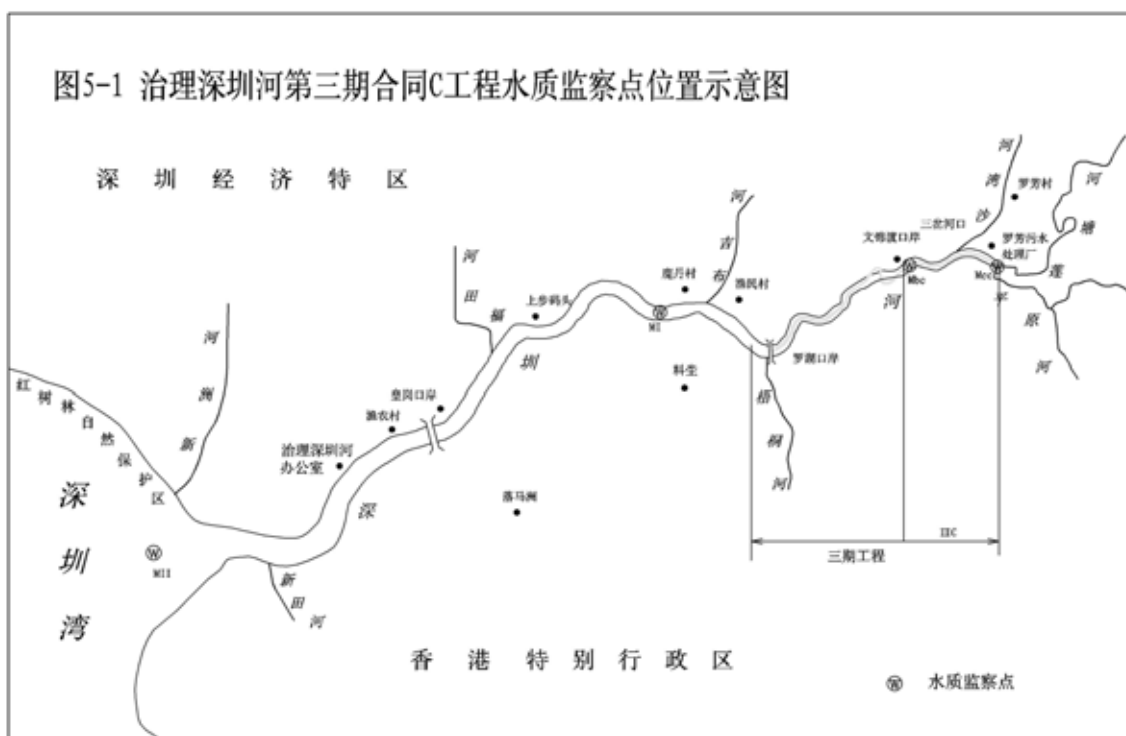 图5-1 治理深圳河第三期合同C工程水质监察点位置示意图
深圳经济特区
河湾沙
罗芳村
河塘莲
三岔河口
罗芳污水
处理厂
文锦渡口岸
Mbc
Mcc
平原河
河吉布
鹿丹村
渔民村
MI
河
罗湖口岸
河田福
上步码头
圳
料壆
梧桐河
皇岗口岸
渔农村
治理深圳河
办公室
河洲新
红树林自然保护区
深圳湾
MII
深
落马洲
新田河
IIIC
三期工程
香港特别行政区
水质监察点